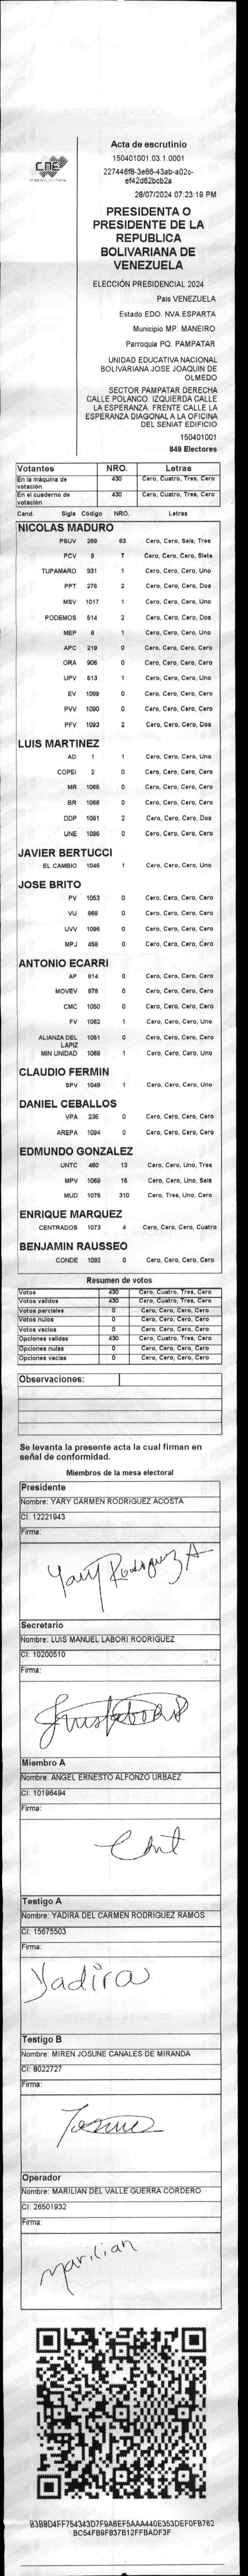 CNE
Acta de escrutinio
150401001.03.1.0001
227446f8-3e66-43ab-a02c-
ef42d62bcb2a
28/07/2024 07:23:19 PM
PRESIDENTA O
PRESIDENTE DE LA
REPUBLICA
BOLIVARIANA DE
VENEZUELA
ELECCIÓN PRESIDENCIAL 2024
Pais VENEZUELA
Estado EDO. NVA.ESPARTA
Municipio MP. MANEIRO
Parroquia PQ. PAMPATAR
UNIDAD EDUCATIVA NACIONAL
BOLIVARIANA JOSE JOAQUIN DE
OLMEDO
SECTOR PAMPATAR DERECHA
CALLE POLANCO. IZQUIERDA CALLE
LA ESPERANZA. FRENTE CALLE LA
ESPERANZA DIAGONAL A LA OFICINA
DEL SENIAT EDIFICIO
150401001
849 Electores
Votantes NRO. Letras
En la máquina de votación 430 Cero, Cuatro, Tres, Cero
En el cuaderno de votación 430 Cero, Cuatro, Tres, Cero
Cand. Sigla Código NRO. Letras
NICOLAS MADURO
PSUV 269 63 Cero, Cero, Seis, Tres
PCV 9 7 Cero, Cero, Cero, Siete
TUPAMARO 931 1 Cero, Cero, Cero, Uno
PPT 276 2 Cero, Cero, Cero, Dos
MSV 1017 1 Cero, Cero, Cero, Uno
PODEMOS 514 2 Cero, Cero, Cero, Dos
MEP 6 1 Cero, Cero, Cero, Uno
APC 219 0 Cero, Cero, Cero, Cero
ORA 906 0 Cero, Cero, Cero, Cero
UPV 513 1 Cero, Cero, Cero, Uno
EV 1089 0 Cero, Cero, Cero, Cero
PVV 1090 0 Cero, Cero, Cero, Cero
PFV 1093 2 Cero, Cero, Cero, Dos
LUIS MARTINEZ
AD 1 1 Cero, Cero, Cero, Uno
COPEI 2 0 Cero, Cero, Cero, Cero
MR 1065 0 Cero, Cero, Cero, Cero
BR 1066 0 Cero, Cero, Cero, Cero
DDP 1091 2 Cero, Cero, Cero, Dos
UNE 1095 0 Cero, Cero, Cero, Cero
JAVIER BERTUCCI
EL CAMBIO 1048 1 Cero, Cero, Cero, Uno
JOSE BRITO
PV 1053 0 Cero, Cero, Cero, Cero
VU 868 0 Cero, Cero, Cero, Cero
UVV 1096 0 Cero, Cero, Cero, Cero
MPJ 458 0 Cero, Cero, Cero, Cero
ANTONIO ECARRI
AP 814 0 Cero, Cero, Cero, Cero
MOVEV 878 0 Cero, Cero, Cero, Cero
CMC 1050 0 Cero, Cero, Cero, Cero
FV 1062 1 Cero, Cero, Cero, Uno
ALIANZA DEL LAPIZ 1051 0 Cero, Cero, Cero, Cero
MIN UNIDAD 1068 1 Cero, Cero, Cero, Uno
CLAUDIO FERMIN
SPV 1049 1 Cero, Cero, Cero, Uno
DANIEL CEBALLOS
VPA 236 0 Cero, Cero, Cero, Cero
AREPA 1094 0 Cero, Cero, Cero, Cero
EDMUNDO GONZALEZ
UNTC 460 13 Cero, Cero, Uno, Tres
MPV 1069 16 Cero, Cero, Uno, Seis
MUD 1076 310 Cero, Tres, Uno, Cero
ENRIQUE MARQUEZ
CENTRADOS 1073 4 Cero, Cero, Cero, Cuatro
BENJAMIN RAUSSEO
CONDE 1092 0 Cero, Cero, Cero, Cero
Resumen de votos
Votos 430 Cero, Cuatro, Tres, Cero
Votos validos 430 Cero, Cuatro, Tres, Cero
Votos parciales 0 Cero, Cero, Cero, Cero
Votos nulos 0 Cero, Cero, Cero, Cero
Votos vacios 0 Cero, Cero, Cero, Cero
Opciones validas 430 Cero, Cuatro, Tres, Cero
Opciones nulas 0 Cero, Cero, Cero, Cero
Opciones vacias 0 Cero, Cero, Cero, Cero
Observaciones:
Se levanta la presente acta la cual firman en
señal de conformidad.
Miembros de la mesa electoral
Presidente
Nombre: YARY CARMEN RODRIGUEZ ACOSTA
CI: 12221943
Firma:
Yary Rodriguez A
Secretario
Nombre: LUIS MANUEL LABORI RODRIGUEZ
CI: 10200510
Firma:
Miembro A
Nombre: ANGEL ERNESTO ALFONZO URBAEZ
CI: 10196494
Firma:
Testigo A
Nombre: YADIRA DEL CARMEN RODRIGUEZ RAMOS
CI: 15675503
Firma:
Yadira
Testigo B
Nombre: MIREN JOSUNE CANALES DE MIRANDA
CI: 8022727
Firma:
Operador
Nombre: MARILIAN DEL VALLE GUERRA CORDERO
CI: 26501932
Firma:
marilian
B3B8D4FF754343D7F9A6EF5AAA440E353DEF0FB762
BC54FB9F837B12FFBADF3F